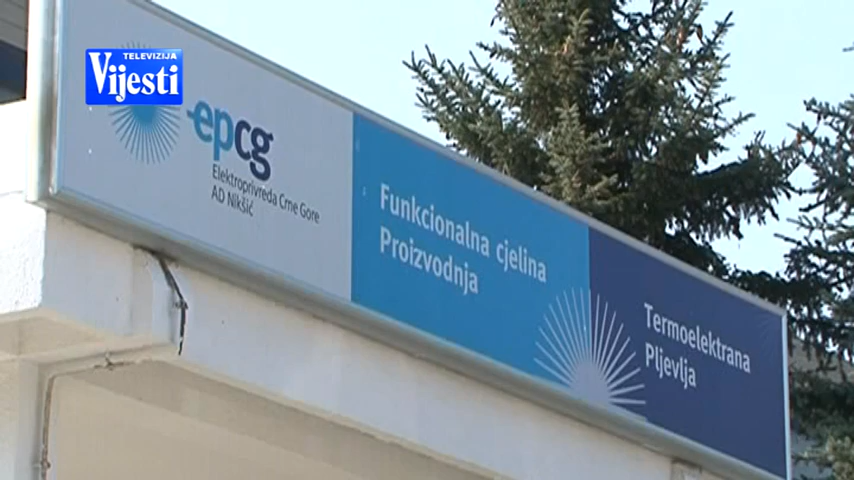 TELEVIZIJA
Vijesti
epcg
Elektroprivreda Crne Gore
AD Nikšić
Funkcionalna cjelina
Proizvodnja
Termoelektrana
Pljevlja